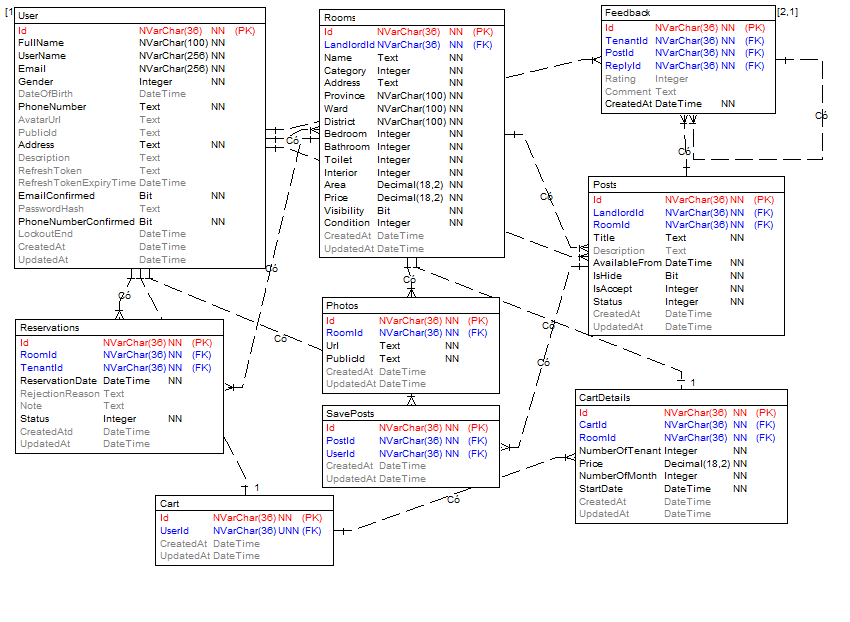 [1
User
Id NVarChar(36) NN (PK)
FullName NVarChar(100) NN
UserName NVarChar(256) NN
Email NVarChar(256) NN
Gender Integer NN
DateOfBirth DateTime
PhoneNumber Text NN
AvatarUrl Text
PublicId Text
Address Text NN
Description Text
RefreshToken Text
RefreshTokenExpiryTime DateTime
EmailConfirmed Bit NN
PasswordHash Text
PhoneNumberConfirmed Bit NN
LockoutEnd DateTime
CreatedAt DateTime
UpdatedAt DateTime
Rooms
Id NVarChar(36) NN (PK)
LandlordId NVarChar(36) NN (FK)
Name Text NN
Category Integer NN
Address Text NN
Province NVarChar(100) NN
Ward NVarChar(100) NN
District NVarChar(100) NN
Bedroom Integer NN
Bathroom Integer NN
Toilet Integer NN
Interior Integer NN
Area Decimal(18,2) NN
Price Decimal(18,2) NN
Visibility Bit NN
Condition Integer NN
CreatedAt DateTime
UpdatedAt DateTime
Feedback
[2,1]
Id NVarChar(36) NN (PK)
TenantId NVarChar(36) NN (FK)
PostId NVarChar(36) NN (FK)
ReplyId NVarChar(36) NN (FK)
Rating Integer
Comment Text
CreatedAt DateTime NN
Có
Có
Có
Có
Posts
Id NVarChar(36) NN (PK)
LandlordId NVarChar(36) NN (FK)
RoomId NVarChar(36) NN (FK)
Title Text NN
Description Text
AvailableFrom DateTime NN
IsHide Bit NN
IsAccept Integer NN
Status Integer NN
CreatedAt DateTime
UpdatedAt DateTime
Có
Có
Có
Reservations
Id NVarChar(36) NN (PK)
RoomId NVarChar(36) NN (FK)
TenantId NVarChar(36) NN (FK)
ReservationDate DateTime NN
RejectionReason Text
Note Text
Status Integer NN
CreatedAtd DateTime
UpdatedAt DateTime
Photos
Id NVarChar(36) NN (PK)
RoomId NVarChar(36) NN (FK)
Url Text NN
PublicId Text NN
CreatedAt DateTime
UpdatedAt DateTime
Có
Có
Có
SavePosts
Id NVarChar(36) NN (PK)
PostId NVarChar(36) NN (FK)
UserId NVarChar(36) NN (FK)
CreatedAt DateTime
UpdatedAt DateTime
1
CartDetails
Id NVarChar(36) NN (PK)
CartId NVarChar(36) NN (FK)
RoomId NVarChar(36) NN (FK)
NumberOfTenant Integer NN
Price Decimal(18,2) NN
NumberOfMonth Integer NN
StartDate DateTime NN
CreatedAt DateTime
UpdatedAt DateTime
1
Có
Cart
Id NVarChar(36) NN (PK)
UserId NVarChar(36) UNN (FK)
CreatedAt DateTime
UpdatedAt DateTime